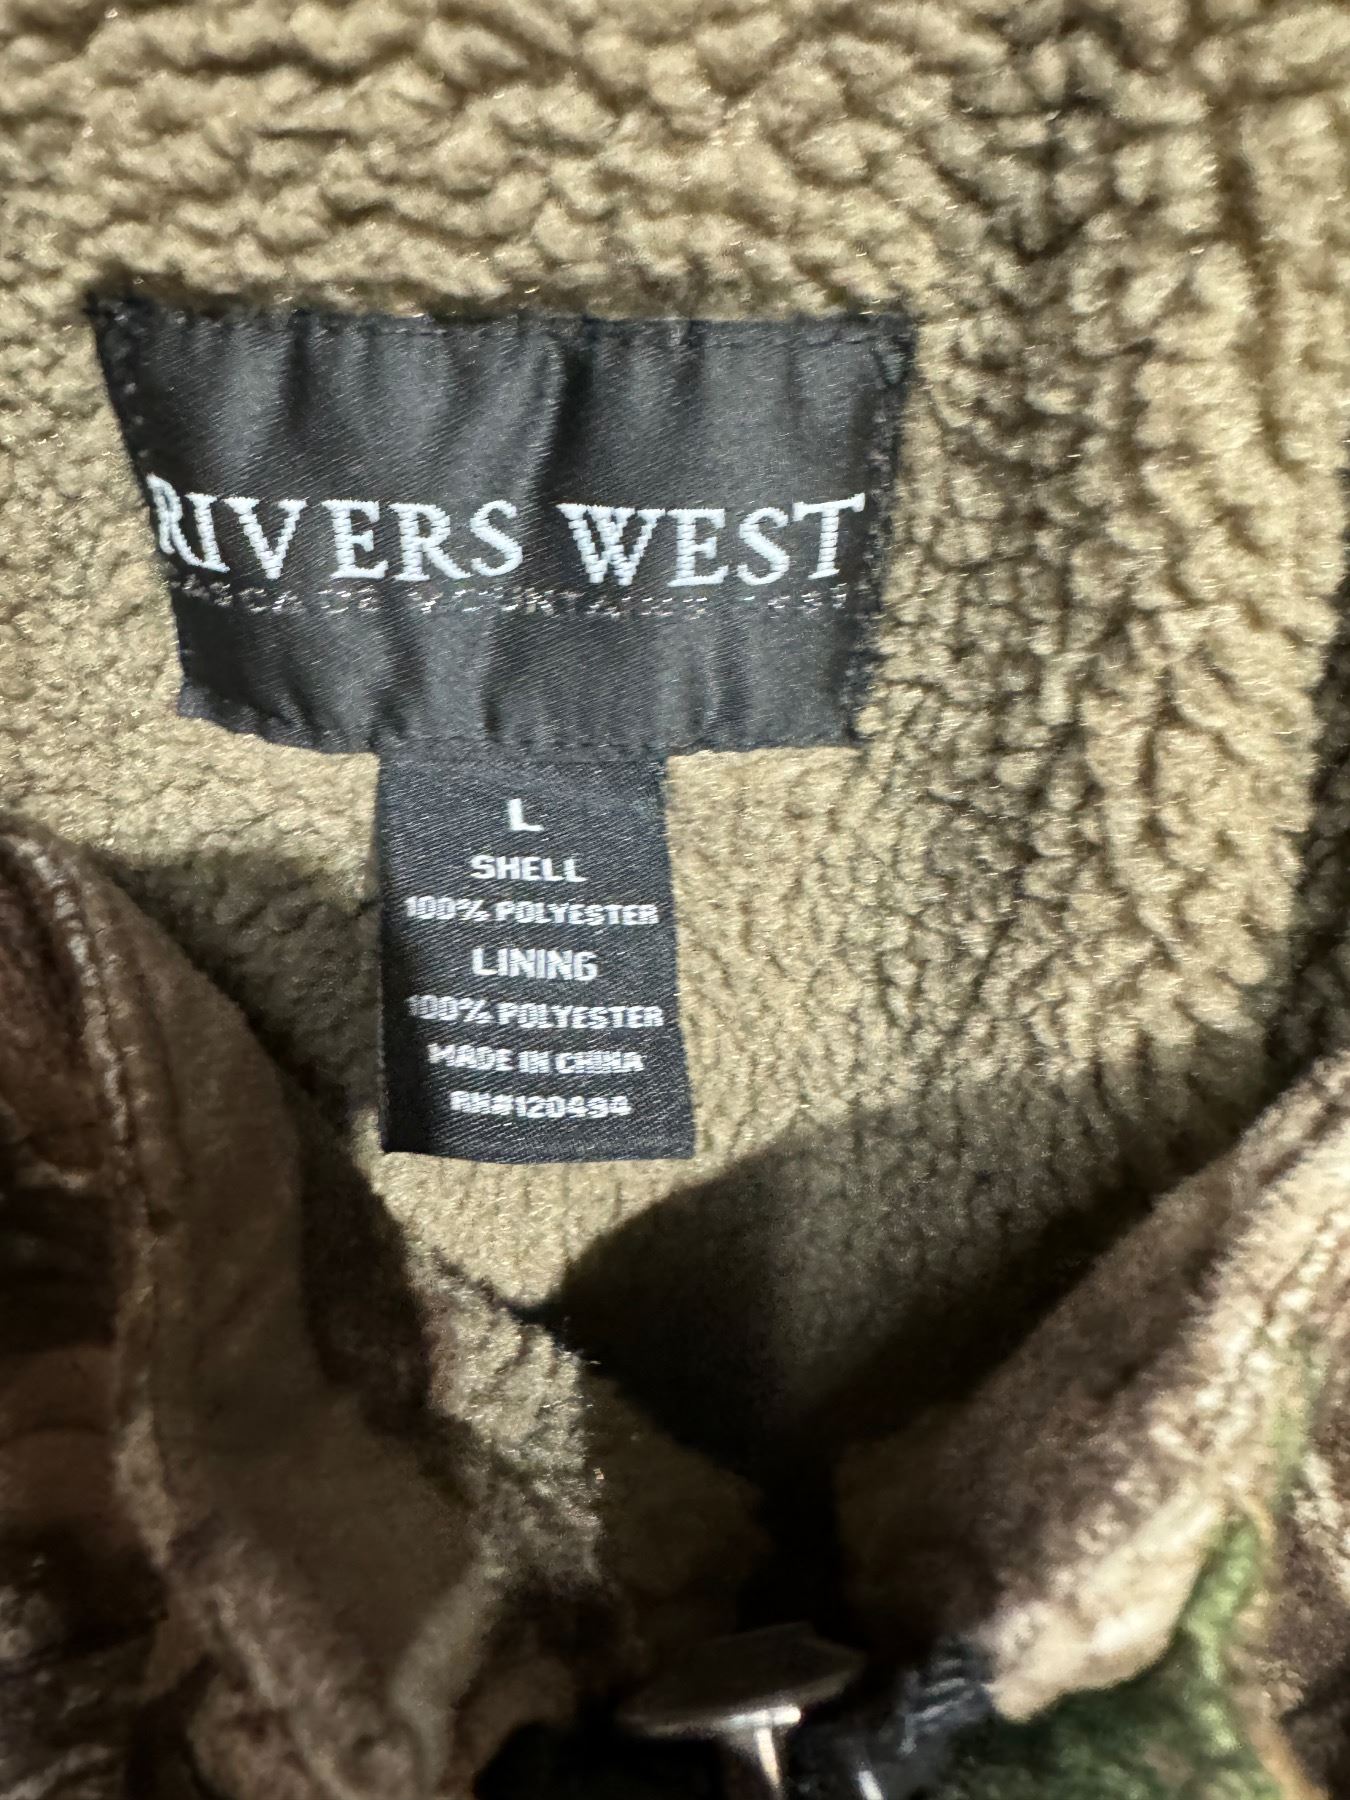 RIVERS WEST
L
SHELL
100% POLYESTER
LINING
100% POLYESTER
MADE IN CHINA
RN#120494